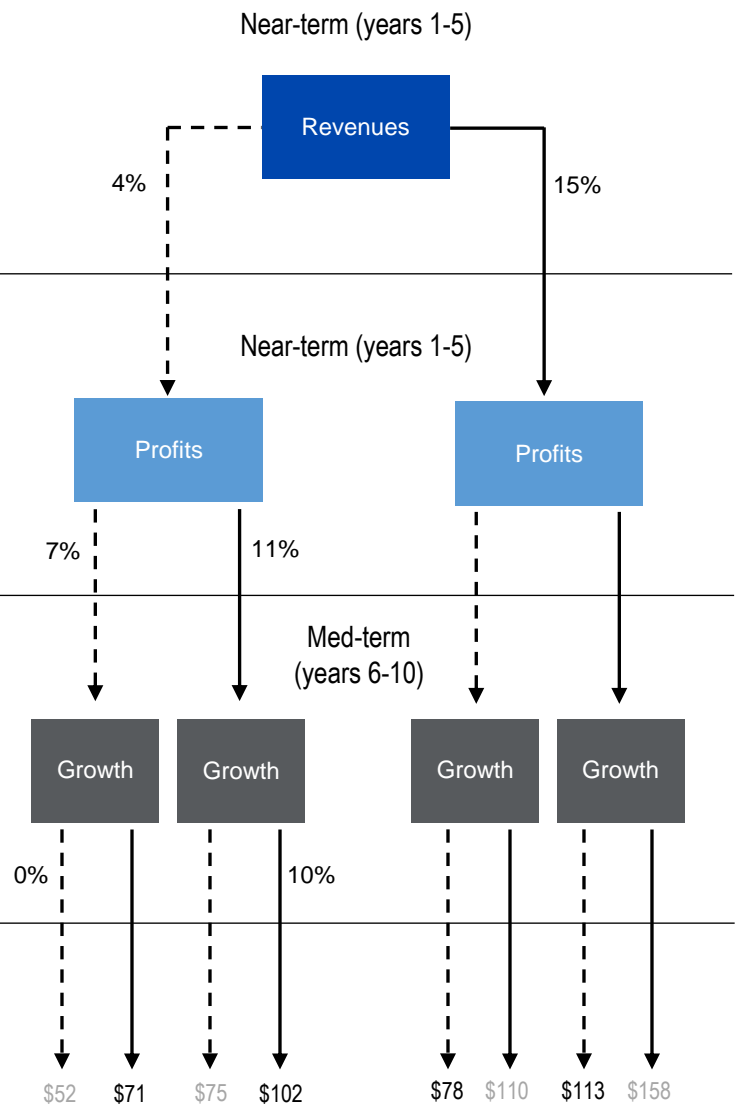 Near-term (years 1-5)
Revenues
4%
15%
Near-term (years 1-5)
Profits
Profits
7%
11%
Med-term
(years 6-10)
Growth
Growth
Growth
Growth
0%
10%
$52
$71
$75
$102
$78
$110
$113
$158